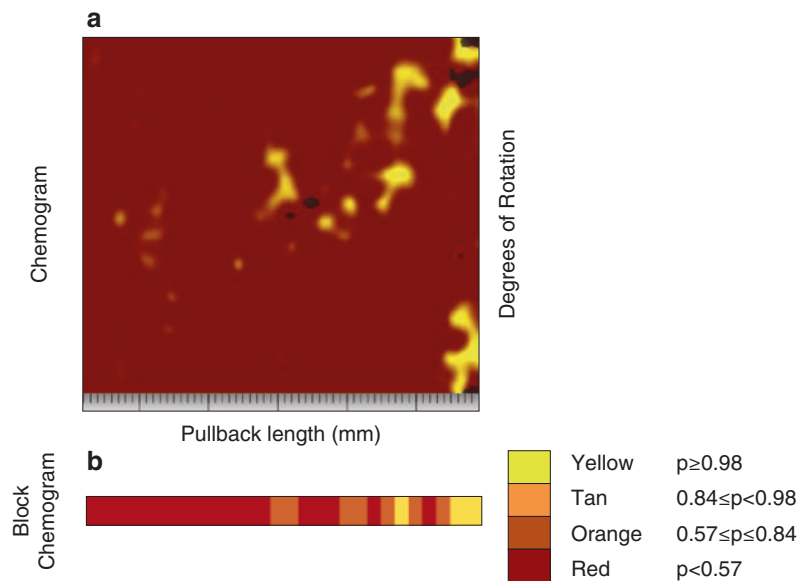 a
Chemogram
Degrees of Rotation
Pullback length (mm)
b
Block
Chemogram
Yellow p≥0.98
Tan 0.84≤p<0.98
Orange 0.57≤p≤0.84
Red p<0.57